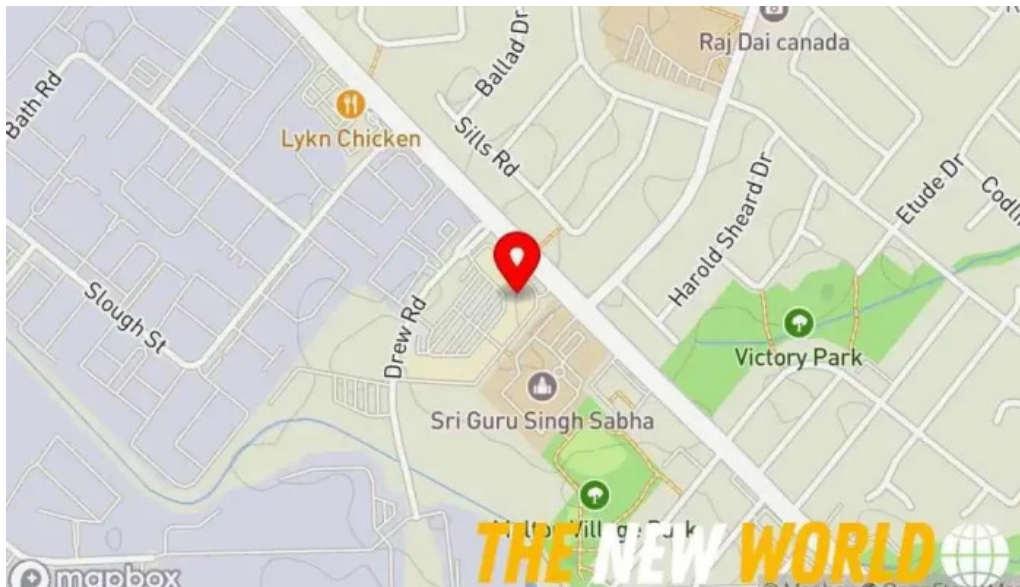 Raj Dai canada
Ballad Dr
Bath Rd
Lykn Chicken
Sills Rd
Etude Dr
Harold Sheard Dr
Slough St
Drew Rd
Victory Park
Sri Guru Singh Sabha
THE NEW WORLD
mapbox